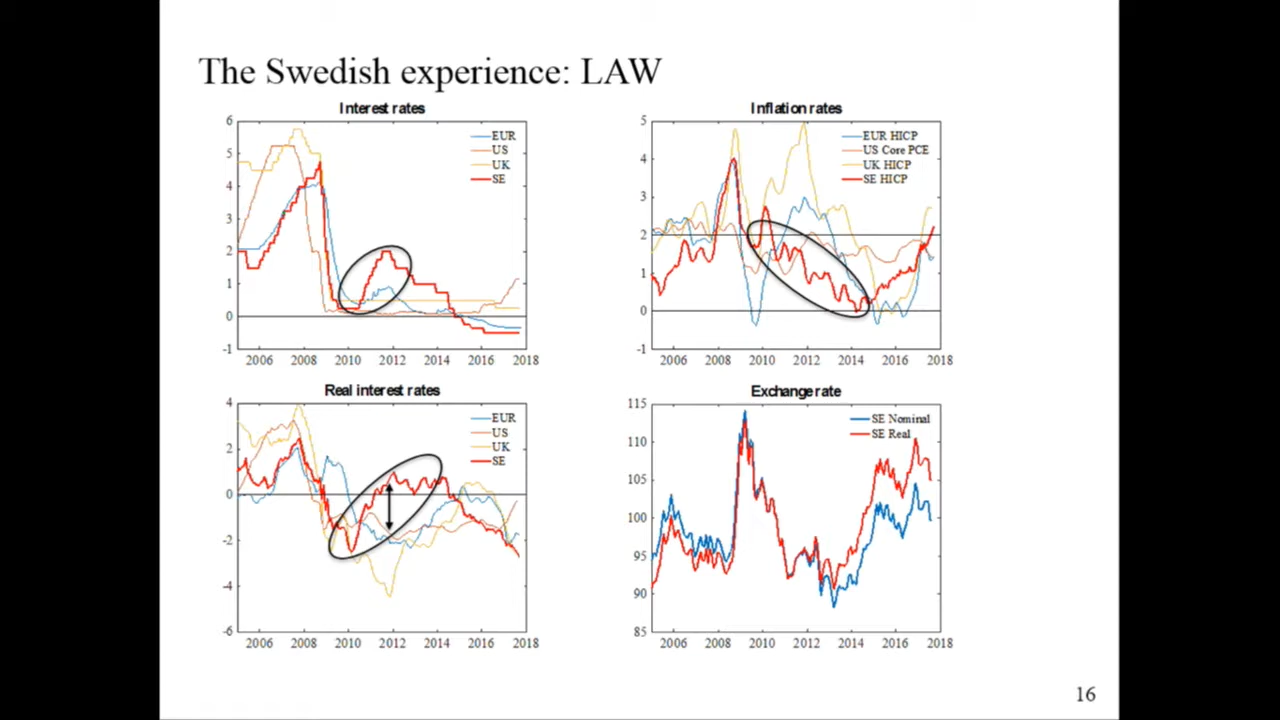 The Swedish experience: LAW
Interest rates
6
5
4
3
2
1
0
-1
2006 2008 2010 2012 2014 2016 2018
EUR
US
UK
SE
Inflation rates
5
4
3
2
1
0
-1
2006 2008 2010 2012 2014 2016 2018
EUR HICP
US Core PCE
UK HICP
SE HICP
Real interest rates
4
2
0
-2
-4
-6
2006 2008 2010 2012 2014 2016 2018
EUR
US
UK
SE
Exchange rate
115
110
105
100
95
90
85
2006 2008 2010 2012 2014 2016 2018
SE Nominal
SE Real
16